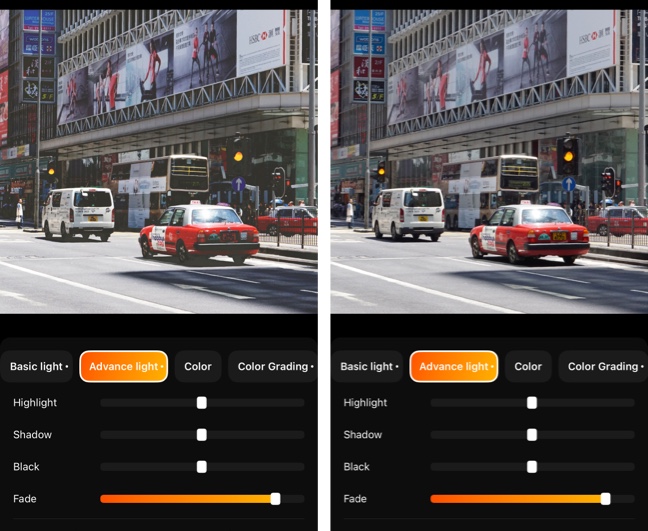 HSBC
HSBC
Basic light •
Advance light •
Color
Color Grading •
Highlight
Shadow
Black
Fade
Basic light •
Advance light •
Color
Color Grading •
Highlight
Shadow
Black
Fade